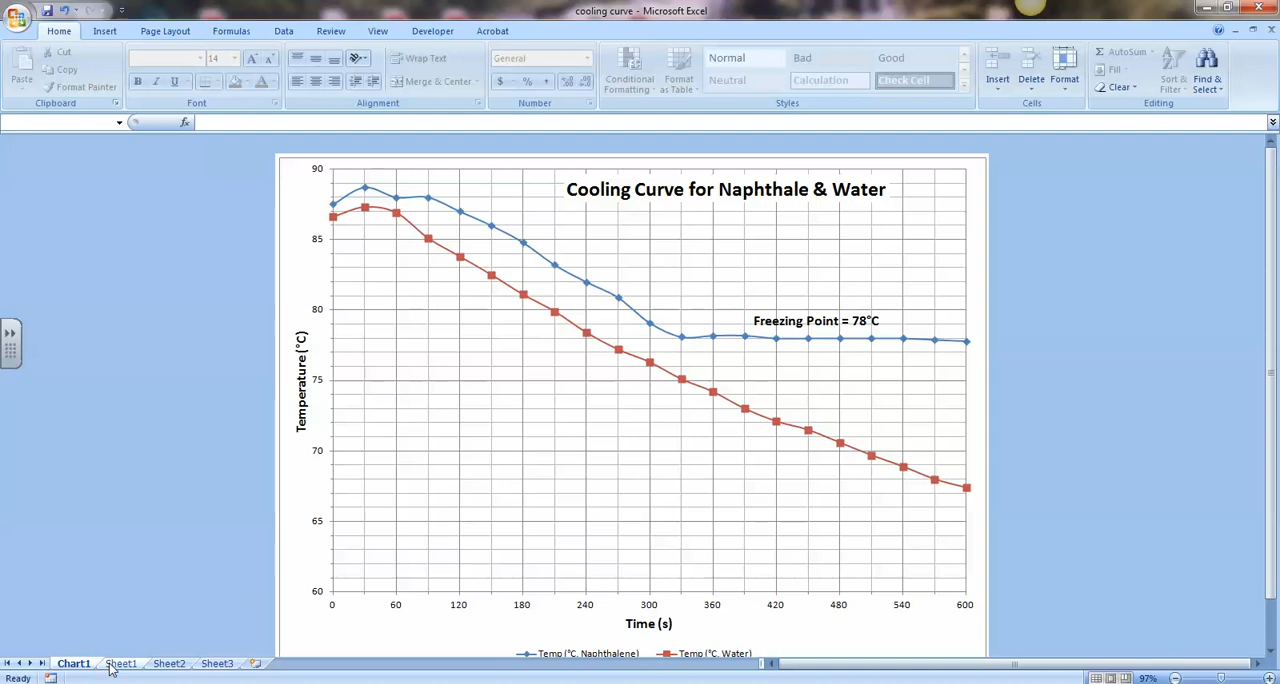 cooling curve - Microsoft Excel
Home Insert Page Layout Formulas Data Review View Developer Acrobat
Paste
Cut
Copy
Format Painter
Clipboard
14
A A
B I U
A
Font
Wrap Text
Merge & Center
Alignment
General
$ % ,
Number
Conditional Formatting
Format as Table
Normal Bad Good
Neutral Calculation Check Cell
Styles
Insert Delete Format
Cells
AutoSum
Fill
Clear
Sort & Filter
Find & Select
Editing
fx
Cooling Curve for Naphthale & Water
90
85
80
75
70
65
60
Temperature (°C)
Freezing Point = 78°C
0 60 120 180 240 300 360 420 480 540 600
Time (s)
Temp (°C, Naphthalene) Temp (°C, Water)
Chart1 Sheet1 Sheet2 Sheet3
Ready
97%